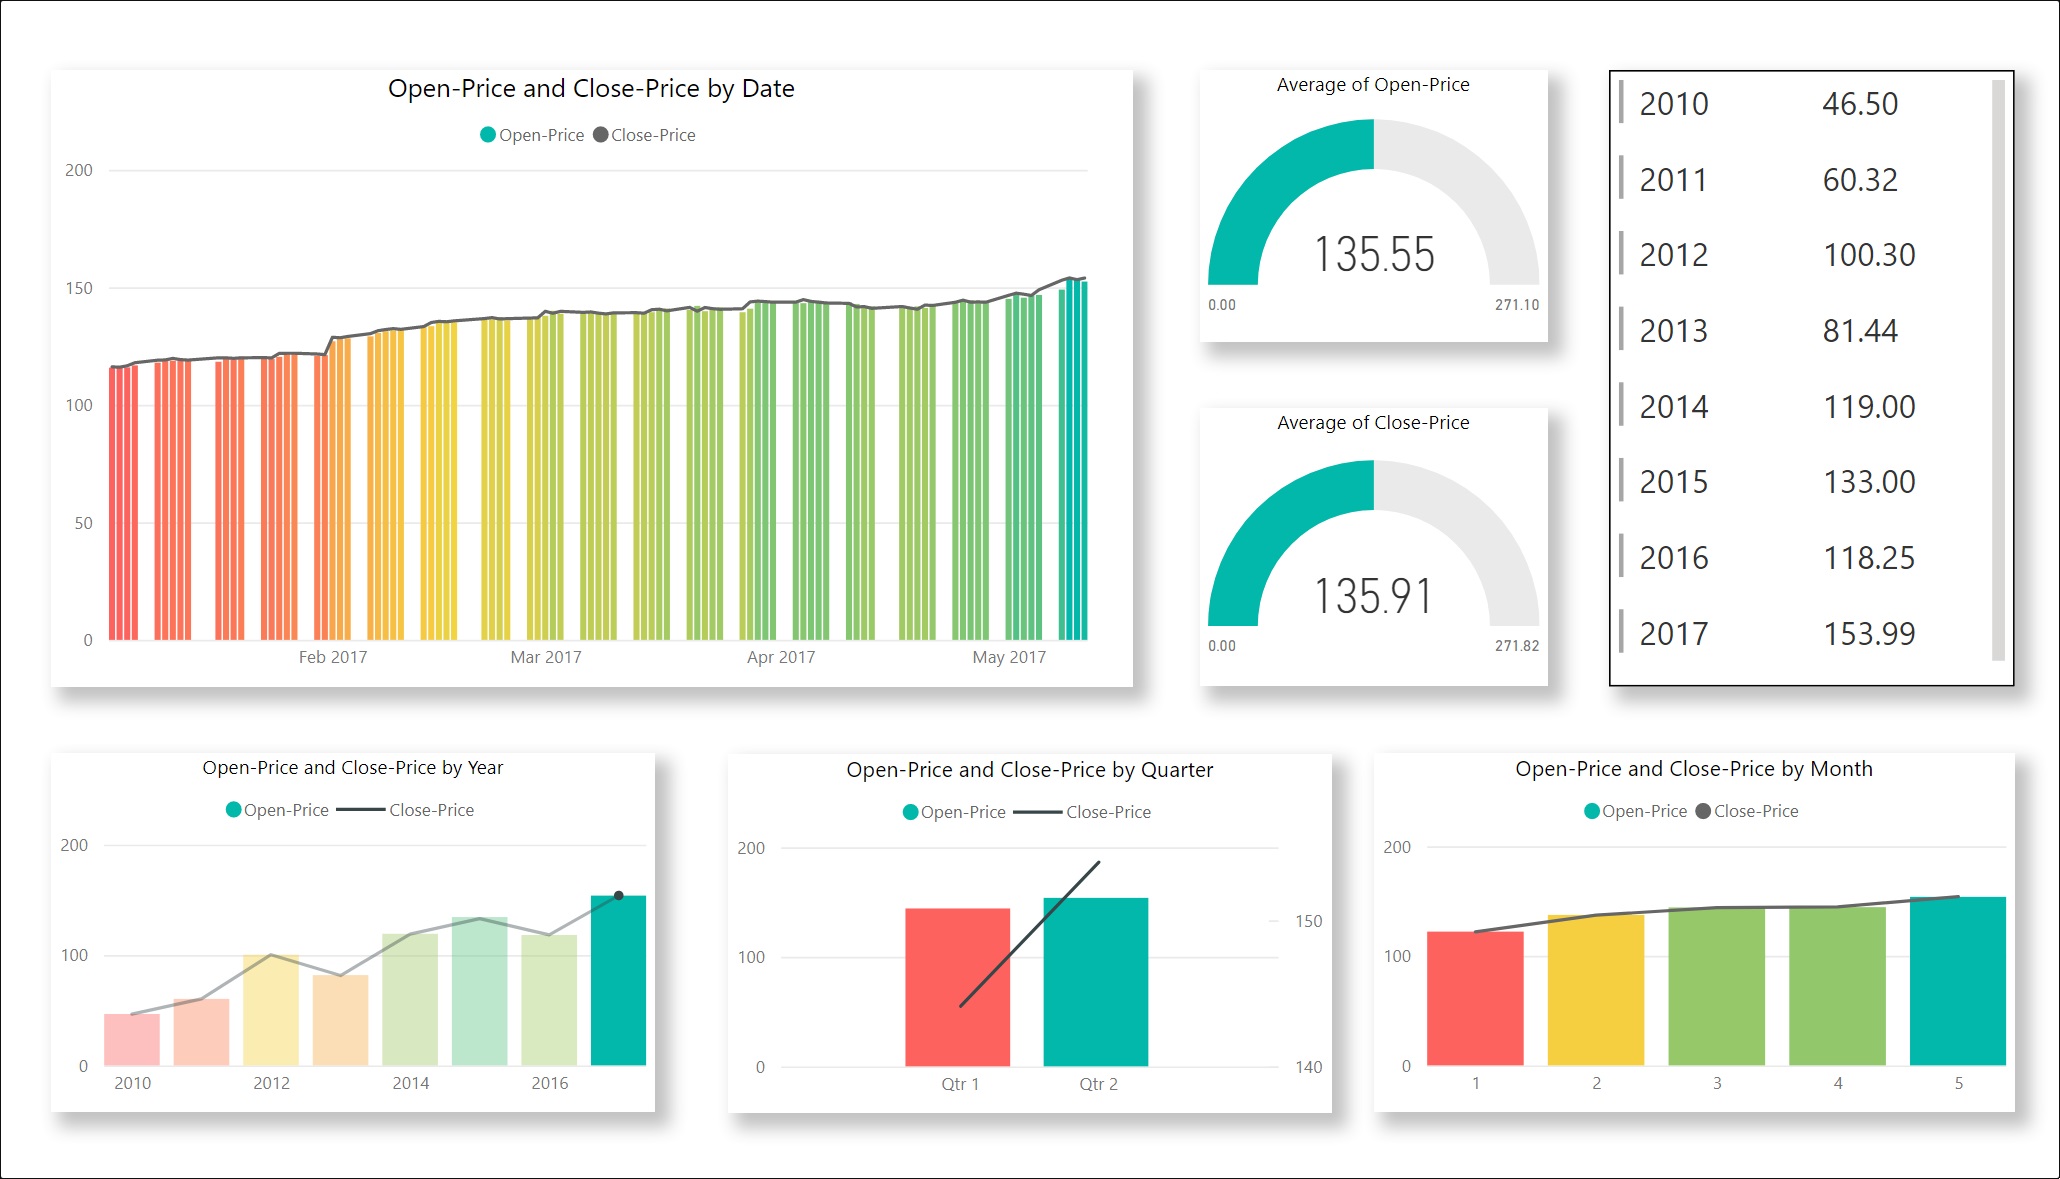 Open-Price and Close-Price by Date
Open-Price Close-Price
200
150
100
50
0
Feb 2017 Mar 2017 Apr 2017 May 2017
Average of Open-Price
135.55
0.00 271.10
Average of Close-Price
135.91
0.00 271.82
2010 46.50
2011 60.32
2012 100.30
2013 81.44
2014 119.00
2015 133.00
2016 118.25
2017 153.99
Open-Price and Close-Price by Year
Open-Price Close-Price
200
100
0
2010 2012 2014 2016
Open-Price and Close-Price by Quarter
Open-Price Close-Price
200
150
100
0 140
Qtr 1 Qtr 2
Open-Price and Close-Price by Month
Open-Price Close-Price
200
100
0
1 2 3 4 5